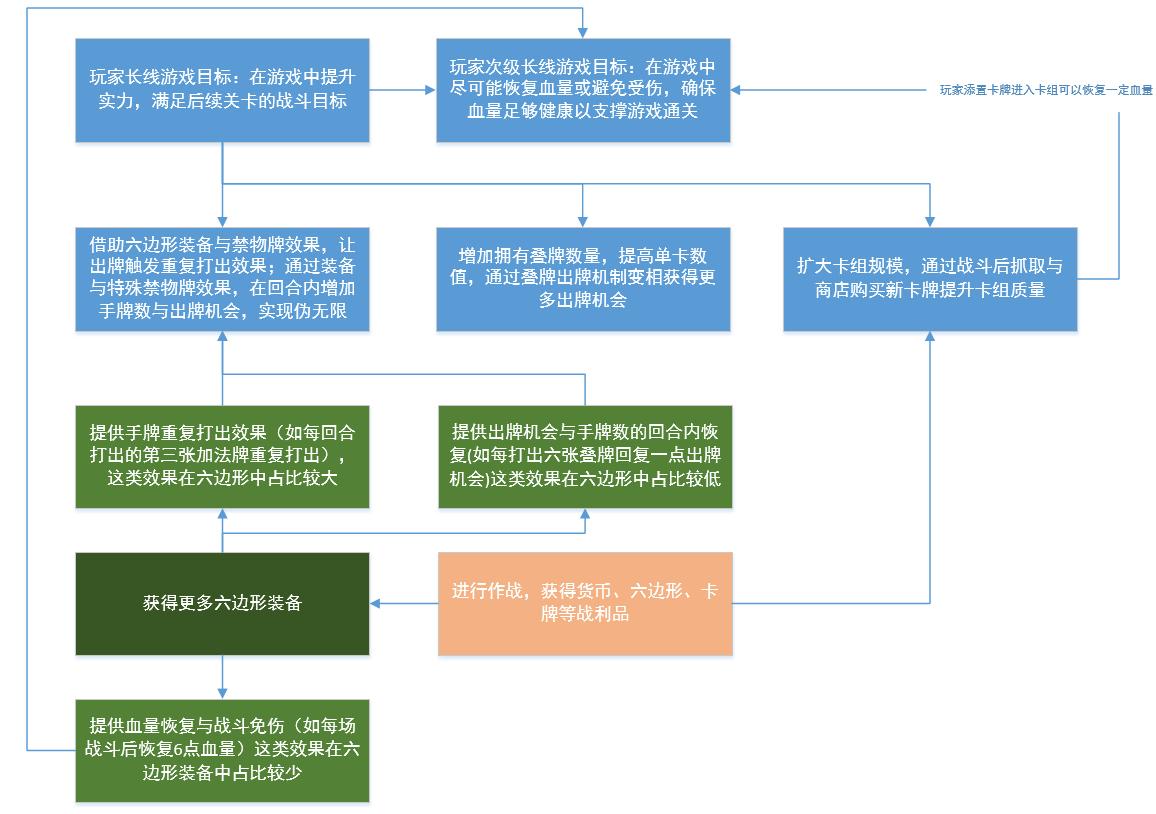 玩家长线游戏目标：在游戏中提升
实力，满足后续关卡的战斗目标
玩家次级长线游戏目标：在游戏中
尽可能恢复血量或避免受伤，确保
血量足够健康以支撑游戏通关
玩家添置卡牌进入卡组可以恢复一定血量
借助六边形装备与禁物牌效果，让
出牌触发重复打出效果；通过装备
与特殊禁物牌效果，在回合内增加
手牌数与出牌机会，实现伪无限
增加拥有叠牌数量，提高单卡数
值，通过叠牌出牌机制变相获得更
多出牌机会
扩大卡组规模，通过战斗后抓取与
商店购买新卡牌提升卡组质量
提供手牌重复打出效果（如每回合
打出的第三张加法牌重复打出），
这类效果在六边形中占比较大
提供出牌机会与手牌数的回合内恢
复(如每打出六张叠牌回复一点出牌
机会)这类效果在六边形中占比较低
获得更多六边形装备
进行作战，获得货币、六边形、卡
牌等战利品
提供血量恢复与战斗免伤（如每场
战斗后恢复6点血量）这类效果在六
边形装备中占比较少